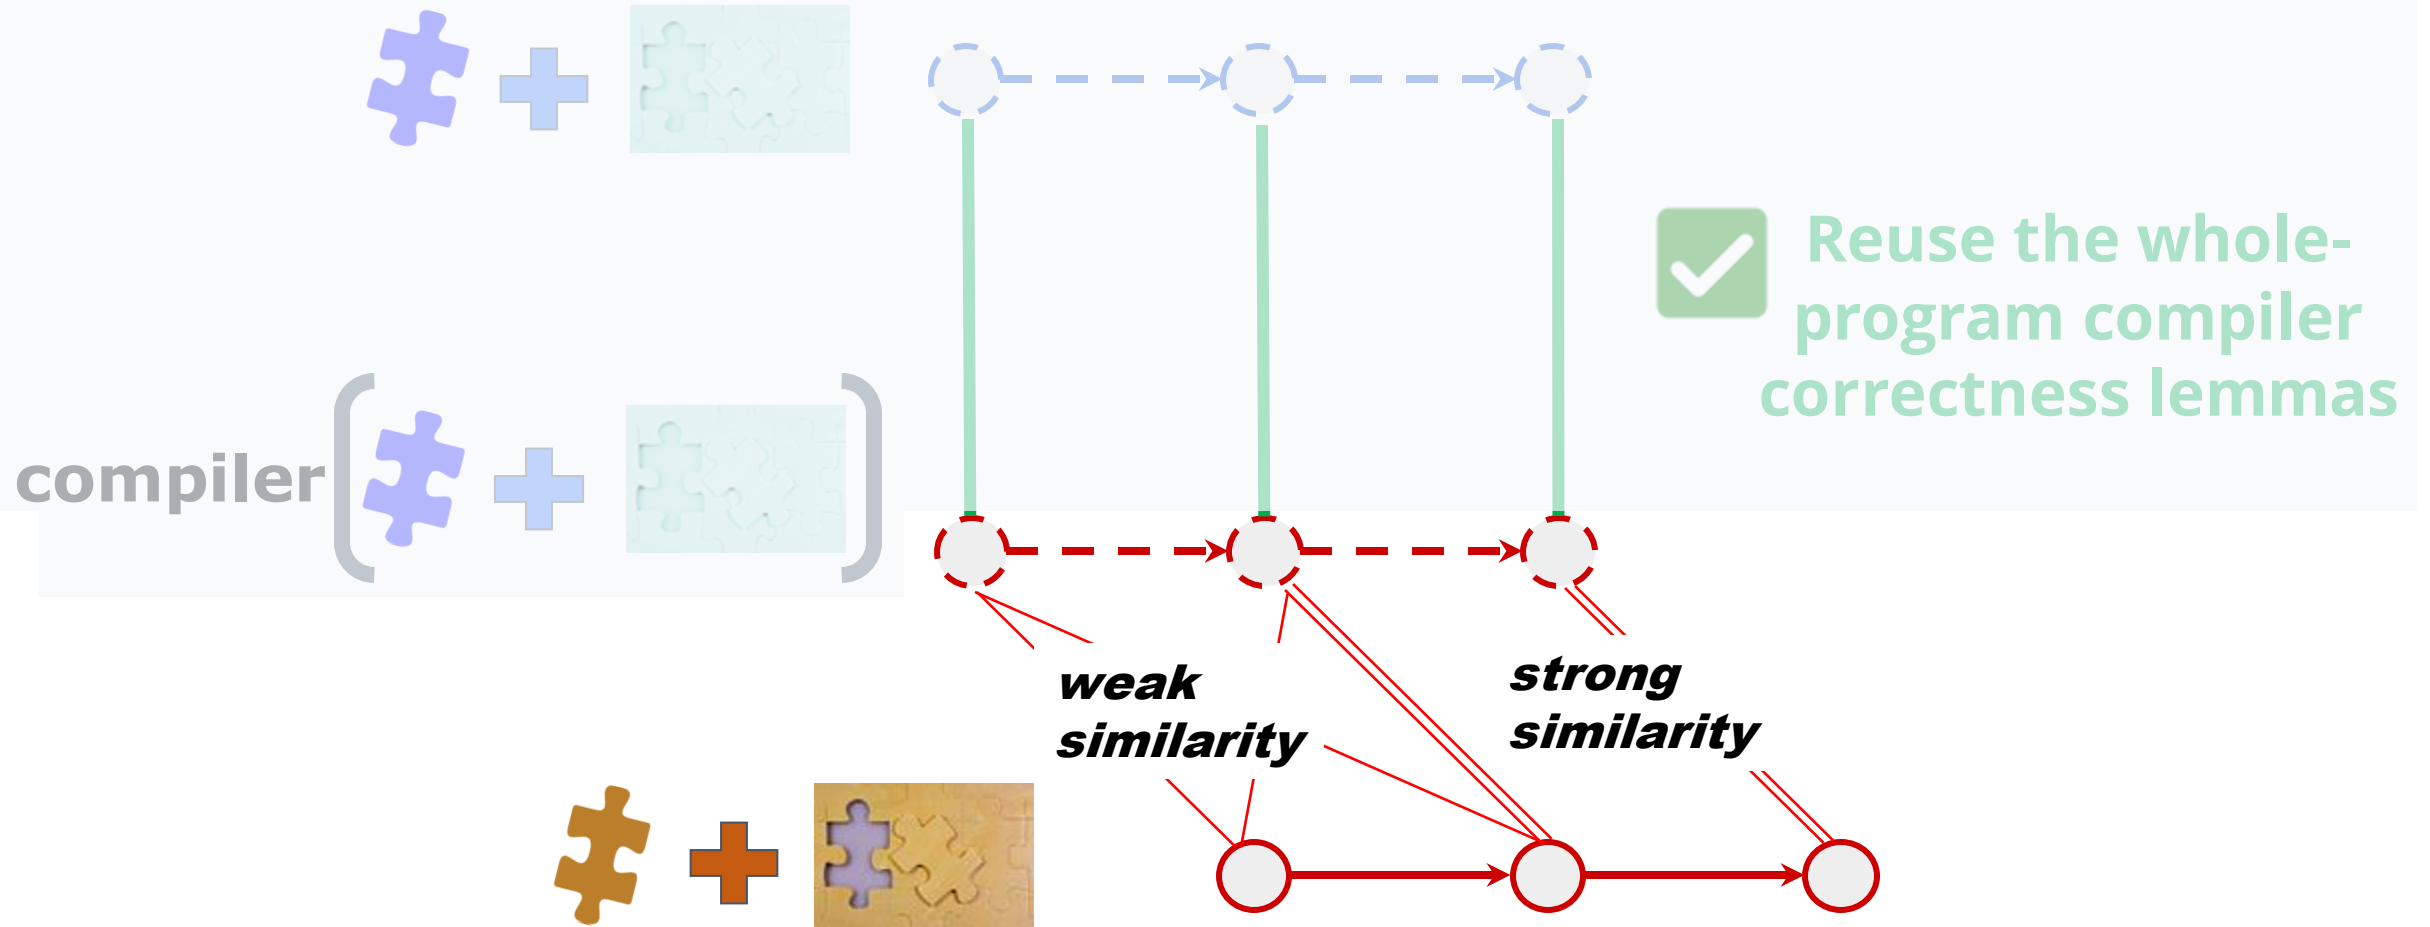 Reuse the whole-
program compiler
correctness lemmas
compiler
weak
similarity
strong
similarity